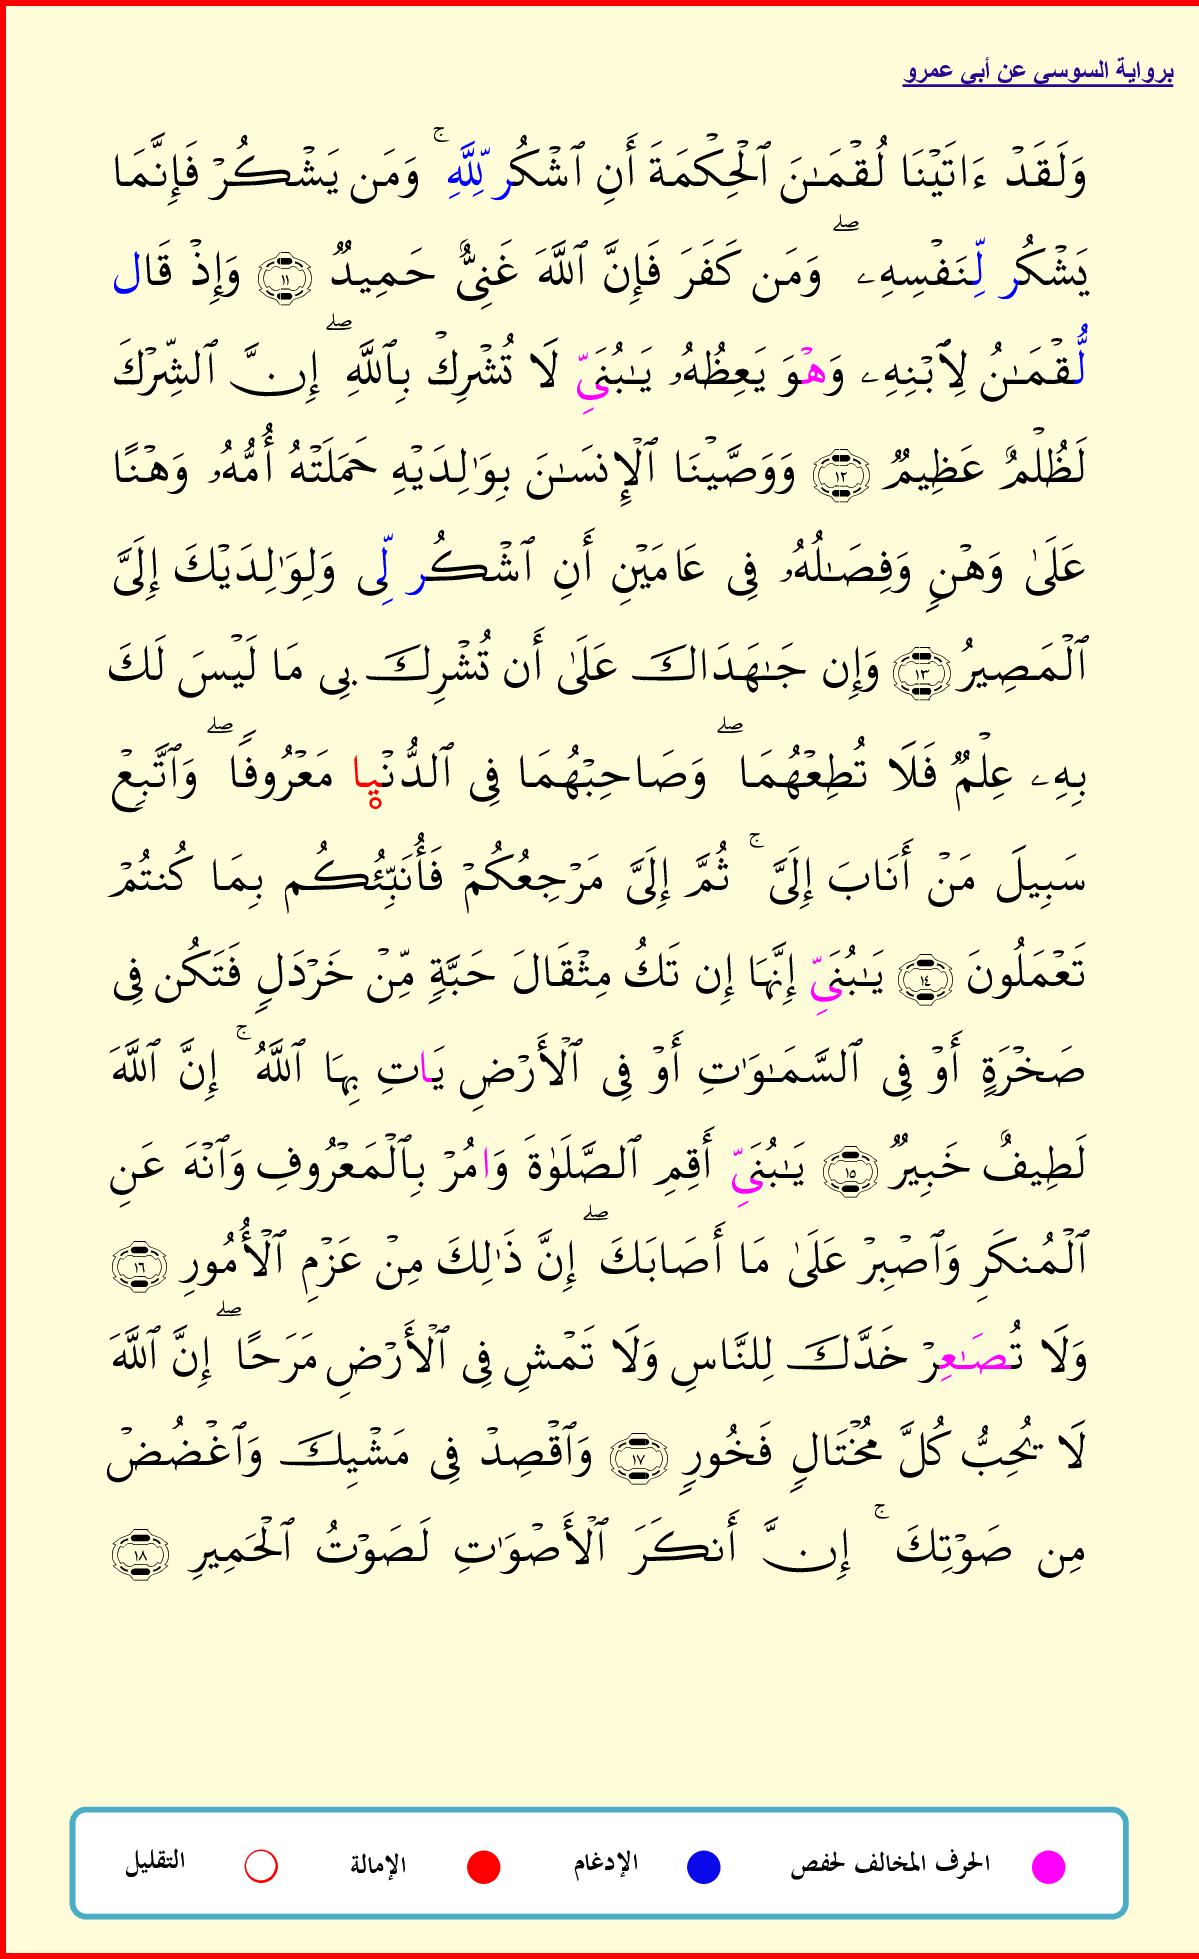 برواية السوسي عن أبي عمرو
وَلَقَدْ ءَاتَيْنَا لُقْمَـٰنَ ٱلْحِكْمَةَ أَنِ ٱشْكُر لِّلَّهِ ۚ وَمَن يَشْكُرْ فَإِنَّمَا
يَشْكُر لِّنَفْسِهِۦ ۖ وَمَن كَفَرَ فَإِنَّ ٱللَّهَ غَنِىٌّ حَمِيدٌ ١١ وَإِذْ قَال
لُّقْمَـٰنُ لِٱبْنِهِۦ وَهْوَ يَعِظُهُۥ يَـٰبُنَىِّ لَا تُشْرِكْ بِٱللَّهِ ۖ إِنَّ ٱلشِّرْكَ
لَظُلْمٌ عَظِيمٌ ١٢ وَوَصَّيْنَا ٱلْإِنسَـٰنَ بِوَٰلِدَيْهِ حَمَلَتْهُ أُمُّهُۥ وَهْنًا
عَلَىٰ وَهْنٍ وَفِصَـٰلُهُۥ فِى عَامَيْنِ أَنِ ٱشْكُر لِّى وَلِوَٰلِدَيْكَ إِلَىَّ
ٱلْمَصِيرُ ١٣ وَإِن جَـٰهَدَاكَ عَلَىٰ أَن تُشْرِكَ بِى مَا لَيْسَ لَكَ
بِهِۦ عِلْمٌ فَلَا تُطِعْهُمَا ۖ وَصَاحِبْهُمَا فِى ٱلدُّنْيٜا مَعْرُوفًا ۖ وَٱتَّبِعْ
سَبِيلَ مَنْ أَنَابَ إِلَىَّ ۚ ثُمَّ إِلَىَّ مَرْجِعُكُمْ فَأُنَبِّئُكُم بِمَا كُنتُمْ
تَعْمَلُونَ ١٤ يَـٰبُنَىِّ إِنَّهَا إِن تَكُ مِثْقَالَ حَبَّةٍ مِّنْ خَرْدَلٍ فَتَكُن فِى
صَخْرَةٍ أَوْ فِى ٱلسَّمَـٰوَٰتِ أَوْ فِى ٱلْأَرْضِ يَاتِ بِهَا ٱللَّهُ ۚ إِنَّ ٱللَّهَ
لَطِيفٌ خَبِيرٌ ١٥ يَـٰبُنَىِّ أَقِمِ ٱلصَّلَوٰةَ وَامُرْ بِٱلْمَعْرُوفِ وَٱنْهَ عَنِ
ٱلْمُنكَرِ وَٱصْبِرْ عَلَىٰ مَا أَصَابَكَ ۖ إِنَّ ذَٰلِكَ مِنْ عَزْمِ ٱلْأُمُورِ ١٦
وَلَا تُصَـٰعِرْ خَدَّكَ لِلنَّاسِ وَلَا تَمْشِ فِى ٱلْأَرْضِ مَرَحًا ۖ إِنَّ ٱللَّهَ
لَا يُحِبُّ كُلَّ مُخْتَالٍ فَخُورٍ ١٧ وَٱقْصِدْ فِى مَشْيِكَ وَٱغْضُضْ
مِن صَوْتِكَ ۚ إِنَّ أَنكَرَ ٱلْأَصْوَٰتِ لَصَوْتُ ٱلْحَمِيرِ ١٨
الحرف المخالف لحفص الإدغام الإمالة التقليل